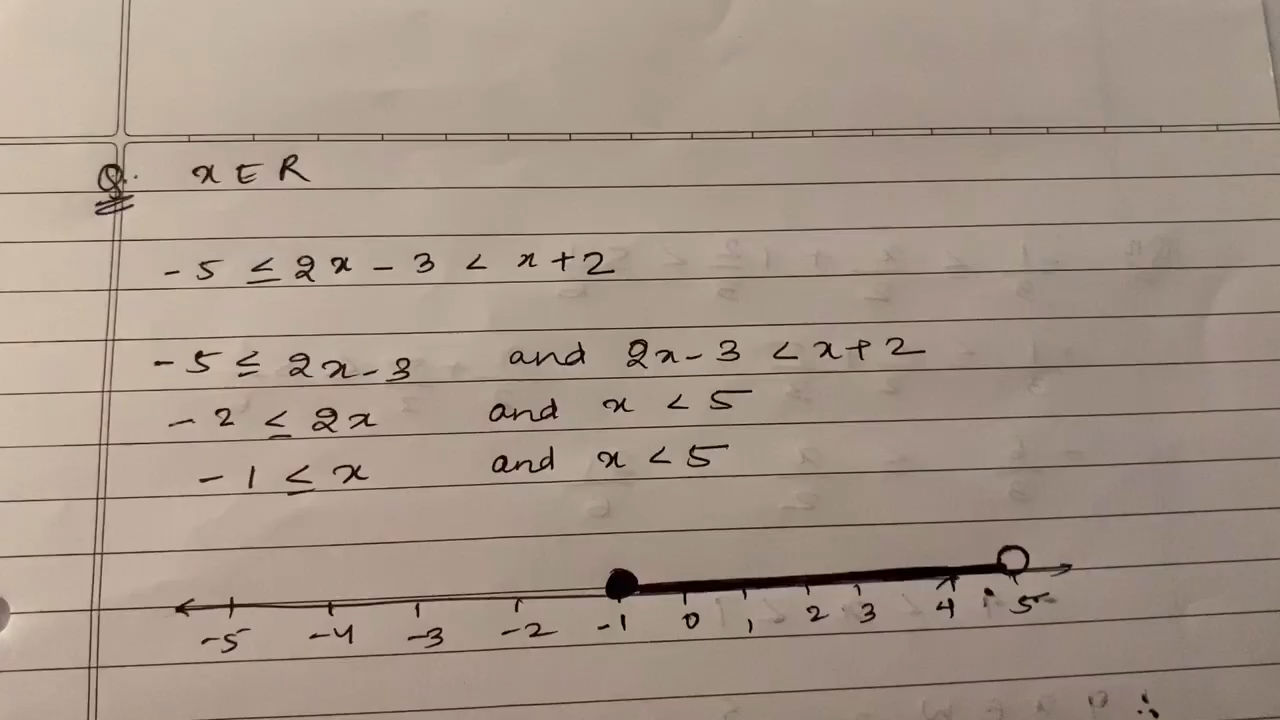 Q. x ∈ R
-5 ≤ 2x - 3 < x + 2
-5 ≤ 2x - 3 and 2x - 3 < x + 2
-2 ≤ 2x and x < 5
-1 ≤ x and x < 5
-5 -4 -3 -2 -1 0 1 2 3 4 5